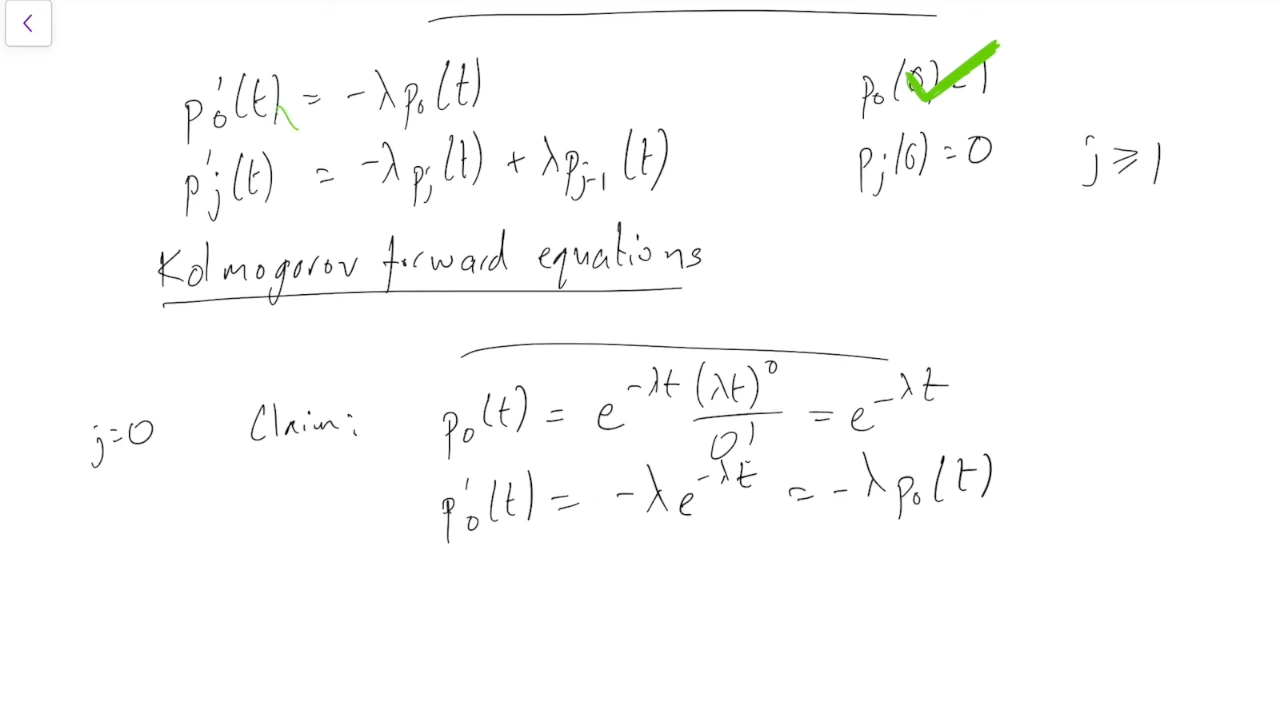 p₀'(t) = -λp₀(t) p₀(0) = 1
pⱼ'(t) = -λpⱼ(t) + λpⱼ₋₁(t) pⱼ(0) = 0 j ⩾ 1
Kolmogorov forward equations
j=0 Claim: p₀(t) = e^{-λt} (λt)^0 / 0! = e^{-λt}
p₀'(t) = -λe^{-λt} = -λp₀(t)